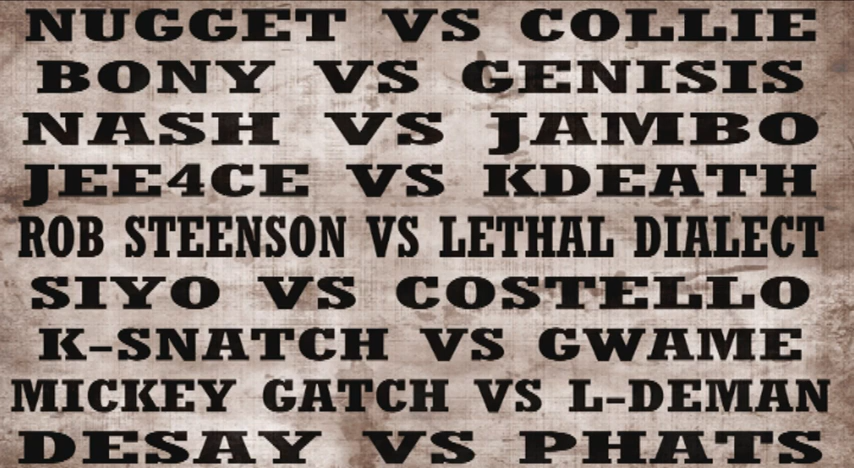 NUGGET VS COLLIE
BONY VS GENISIS
NASH VS JAMBO
JEE4CE VS KDEATH
ROB STEENSON VS LETHAL DIALECT
SIYO VS COSTELLO
K-SNATCH VS GWAME
MICKEY GATCH VS L-DEMAN
DESAY VS PHATS